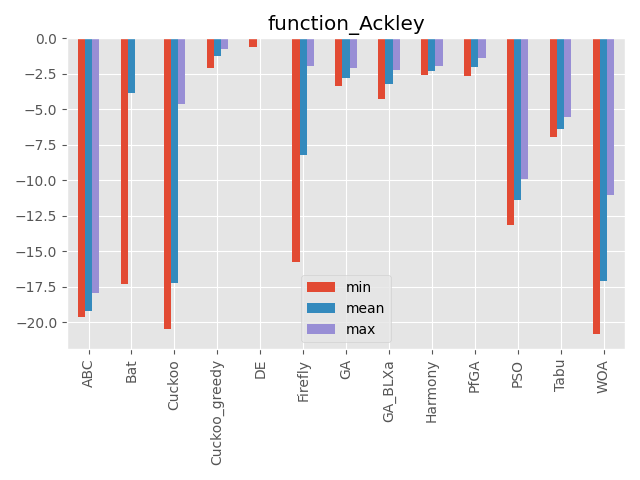 function_Ackley
0.0
−2.5
−5.0
−7.5
−10.0
−12.5
−15.0
−17.5
−20.0
min
mean
max
ABC
Bat
Cuckoo
Cuckoo_greedy
DE
Firefly
GA
GA_BLXa
Harmony
PfGA
PSO
Tabu
WOA